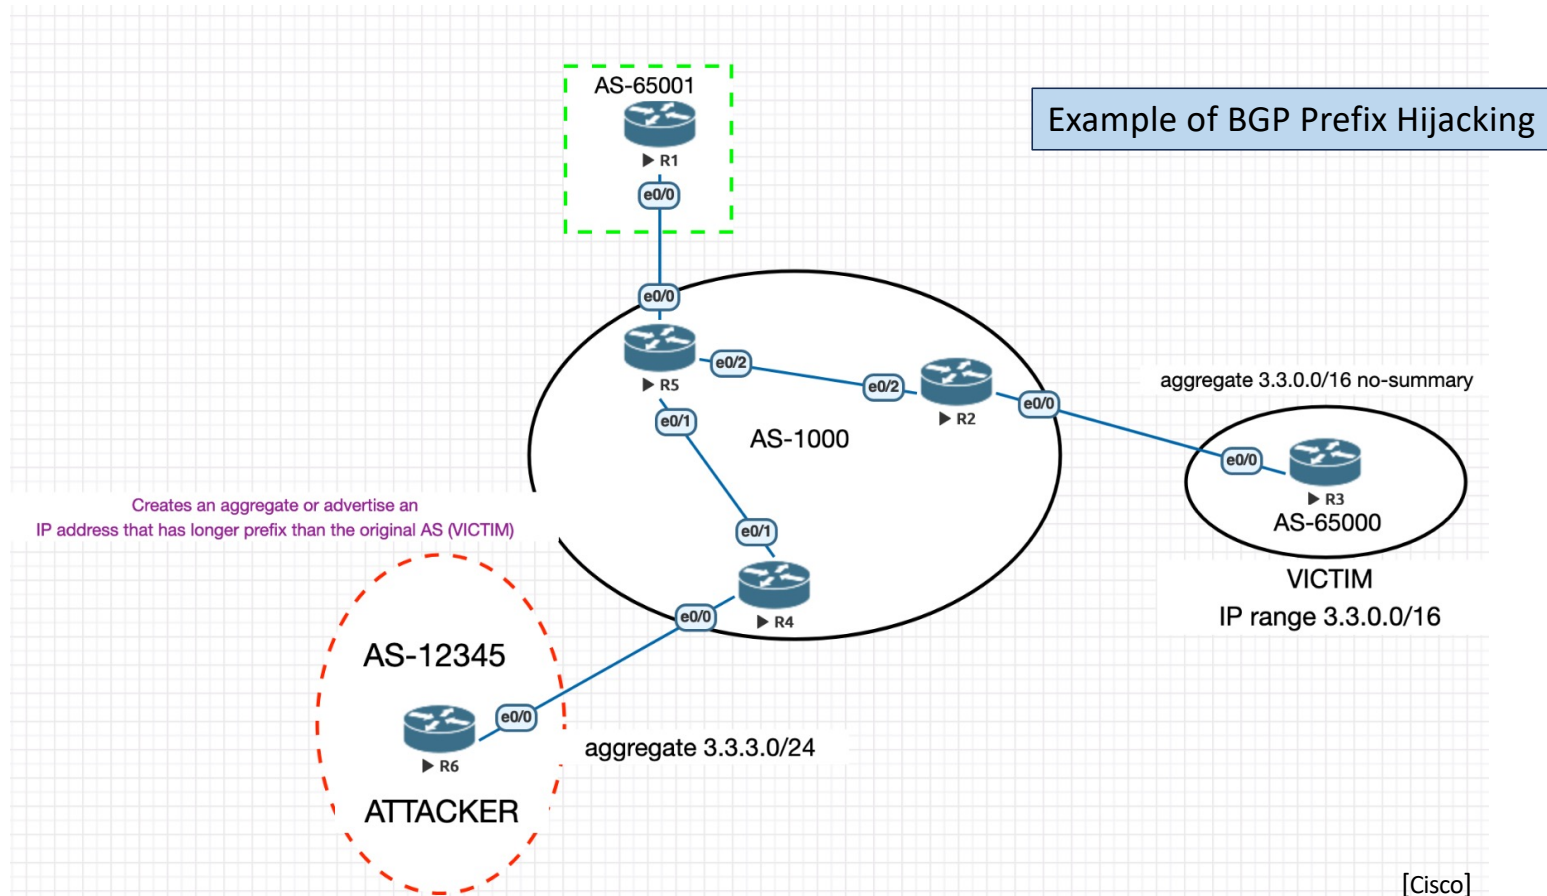 AS-65001
Example of BGP Prefix Hijacking
R1
e0/0
e0/0
R5
e0/2
e0/2
R2
e0/0
aggregate 3.3.0.0/16 no-summary
e0/1
AS-1000
e0/0
R3
AS-65000
VICTIM
IP range 3.3.0.0/16
Creates an aggregate or advertise an
IP address that has longer prefix than the original AS (VICTIM)
e0/1
R4
e0/0
AS-12345
e0/0
R6
aggregate 3.3.3.0/24
ATTACKER
[Cisco]